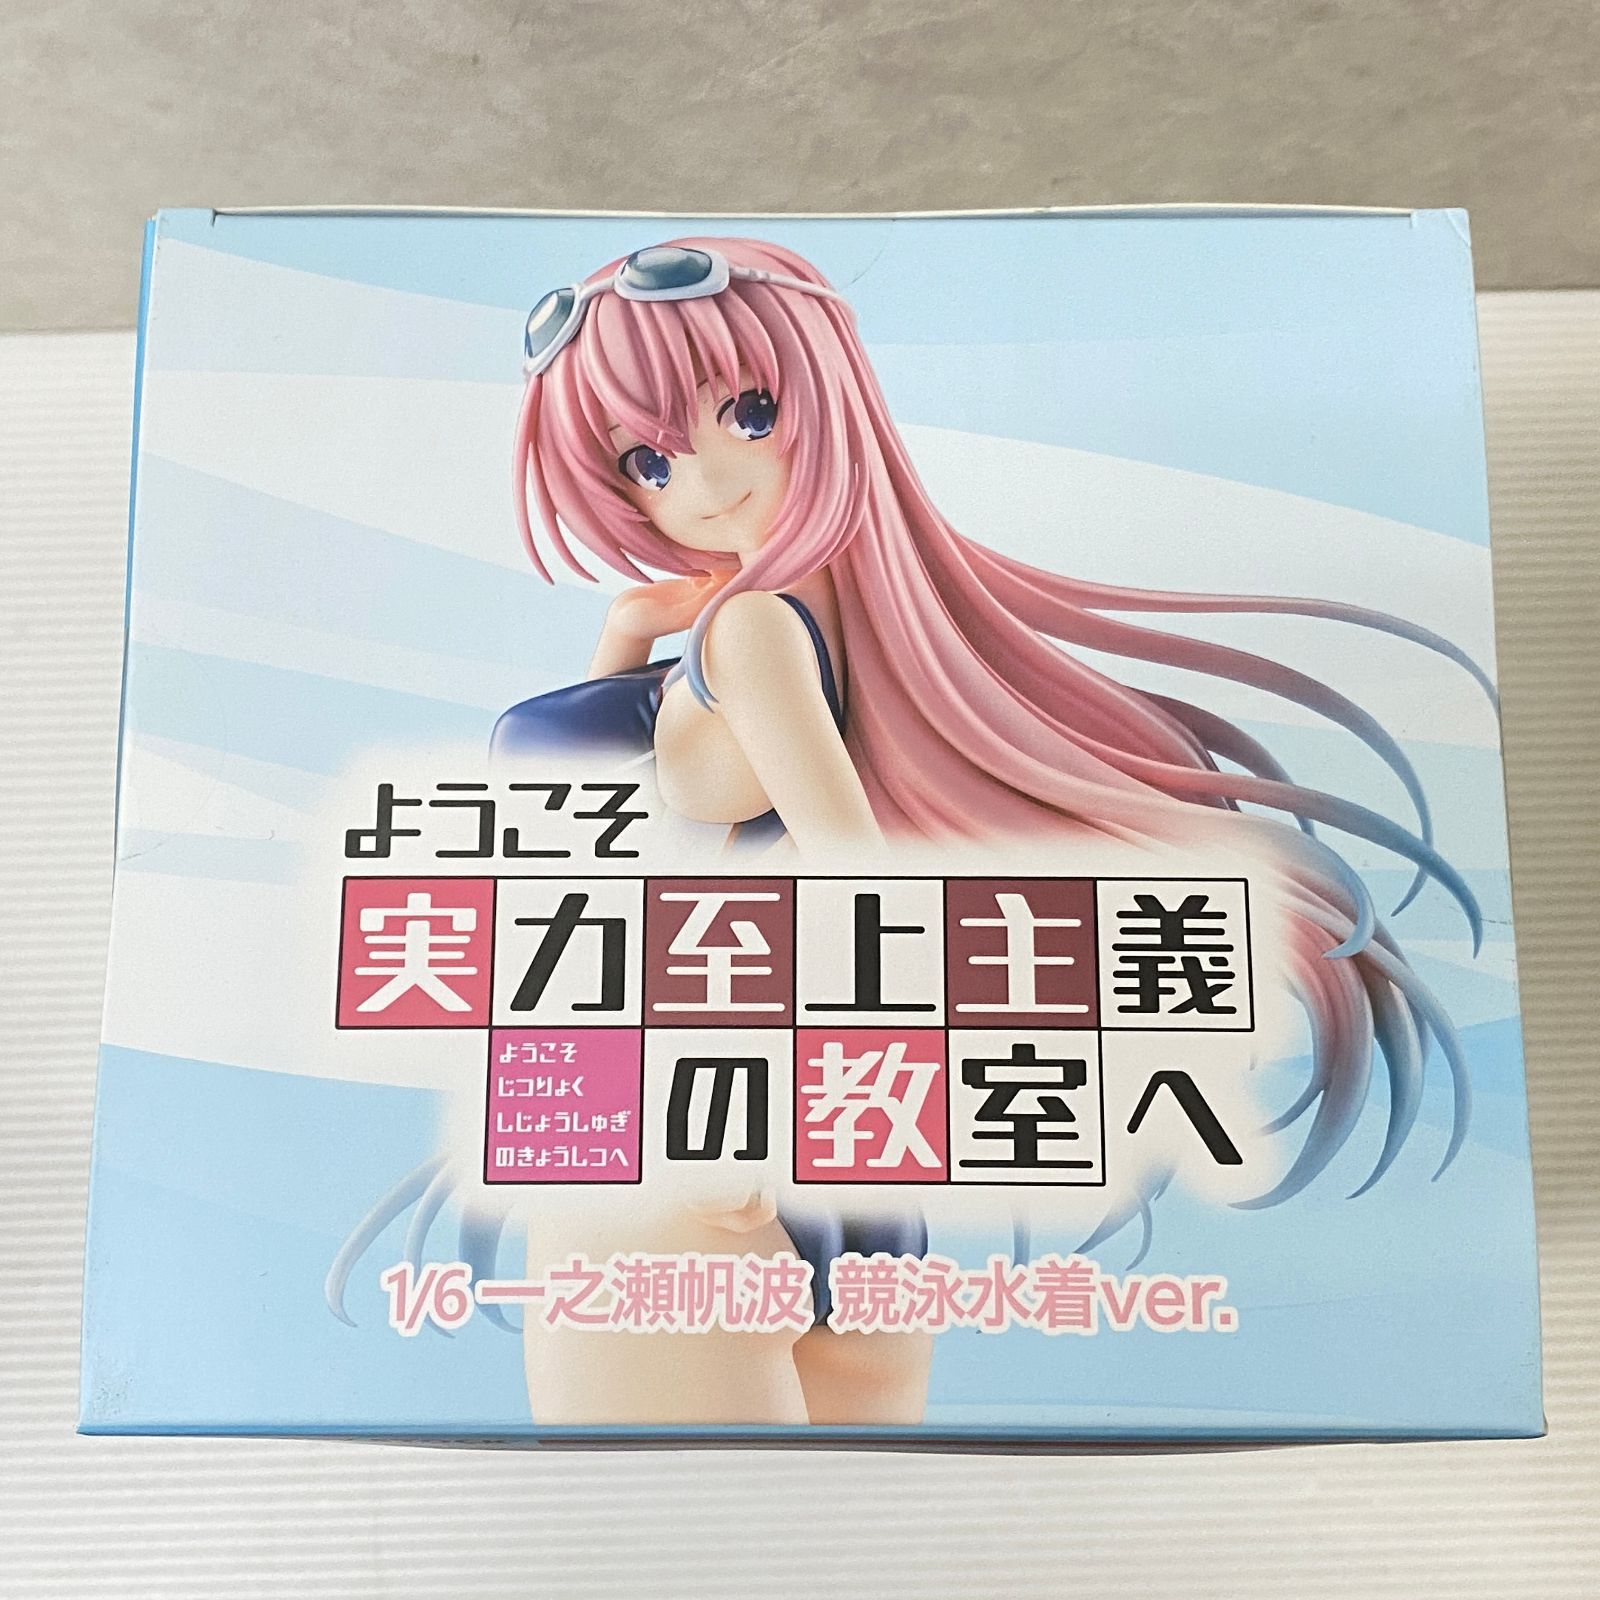 ようこそ
実力至上主義
の教室へ
ようこそ
じつりょく
しじょうしゅぎ
のきょうしつへ
1/6 一之瀬帆波 競泳水着ver.